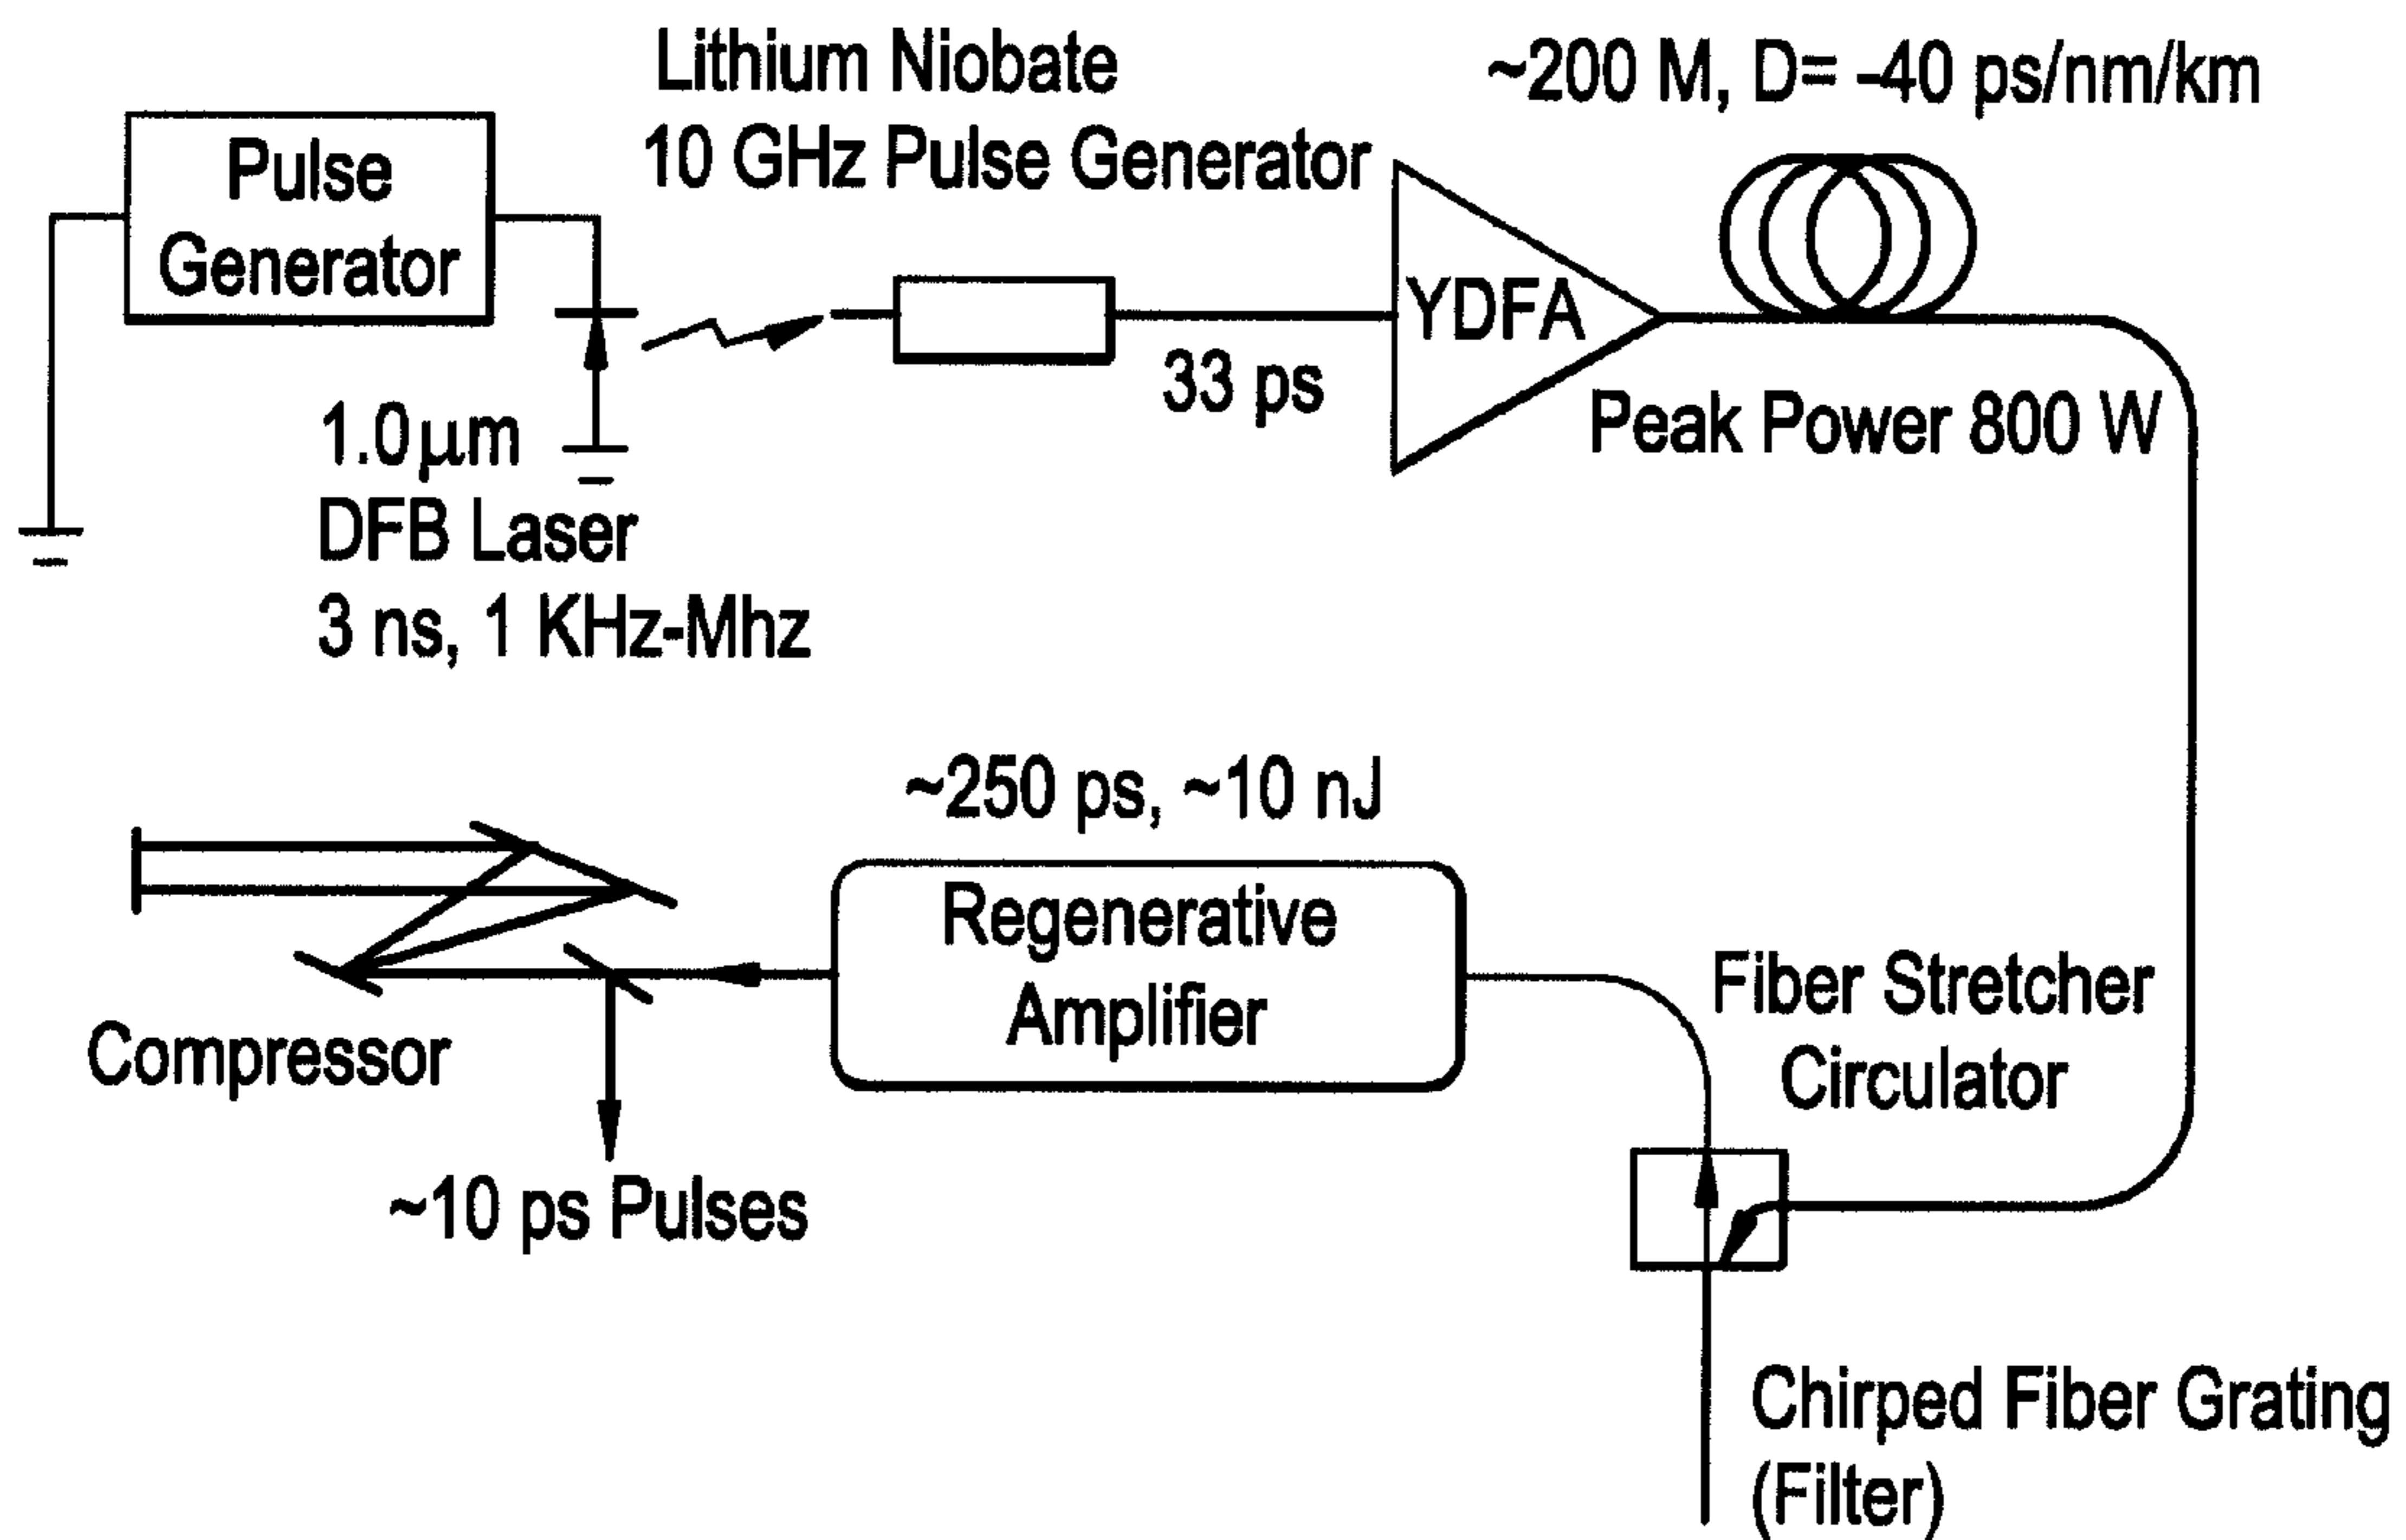 Lithium Niobate
10 GHz Pulse Generator
~200 M, D= -40 ps/nm/km
Pulse
Generator
YDFA
33 ps
Peak Power 800 W
1.0μm
DFB Laser
3 ns, 1 KHz-Mhz
~250 ps, ~10 nJ
Regenerative
Amplifier
Fiber Stretcher
Circulator
Compressor
~10 ps Pulses
Chirped Fiber Grating
(Filter)